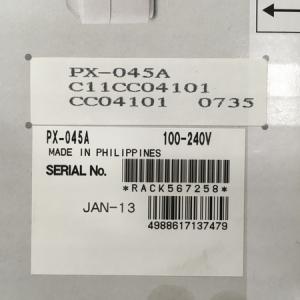 PX-045A
C11CC04101
CC04101 0735
PX-045A 100-240V
MADE IN PHILIPPINES
SERIAL No.
*RACK567258*
JAN-13
4988617137479